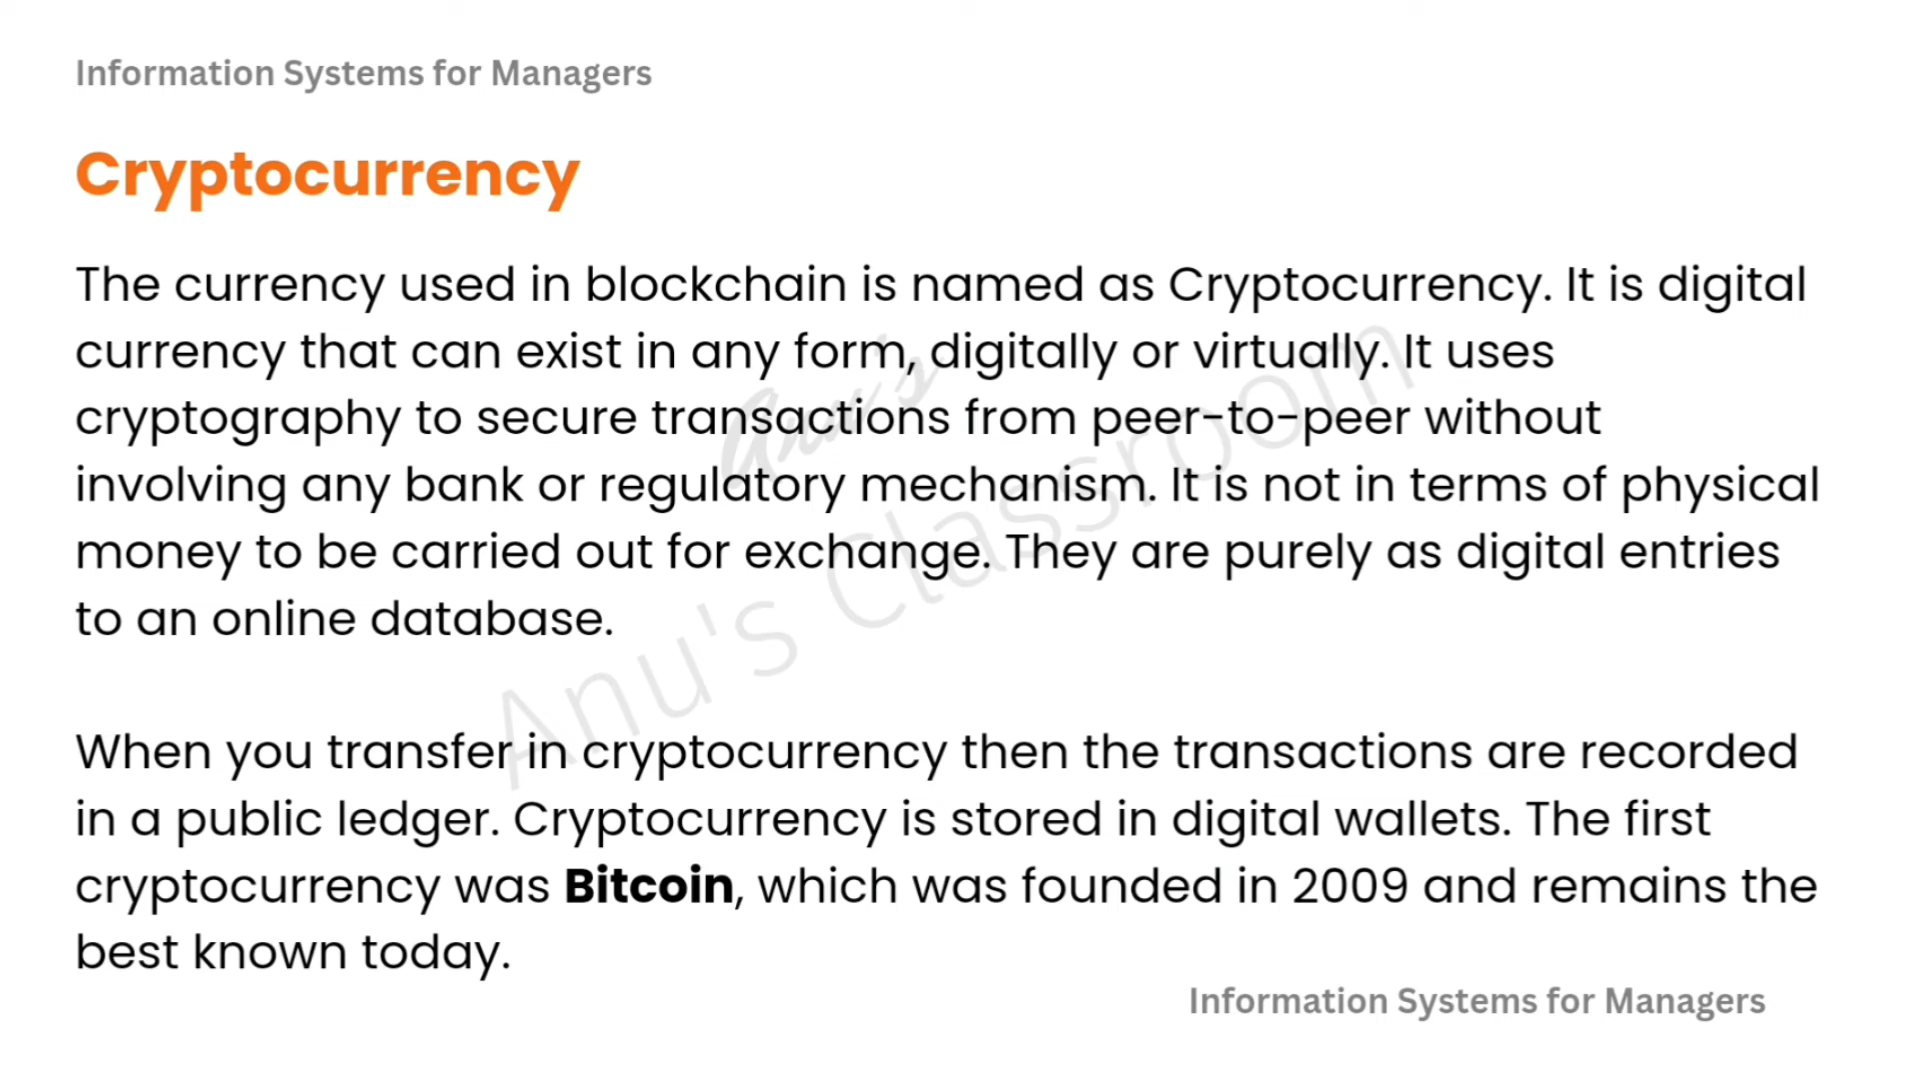 Information Systems for Managers
Cryptocurrency
The currency used in blockchain is named as Cryptocurrency. It is digital
currency that can exist in any form, digitally or virtually. It uses
cryptography to secure transactions from peer-to-peer without
involving any bank or regulatory mechanism. It is not in terms of physical
money to be carried out for exchange. They are purely as digital entries
to an online database.
When you transfer in cryptocurrency then the transactions are recorded
in a public ledger. Cryptocurrency is stored in digital wallets. The first
cryptocurrency was Bitcoin, which was founded in 2009 and remains the
best known today.
Information Systems for Managers
Anu's
Anu's Classroom